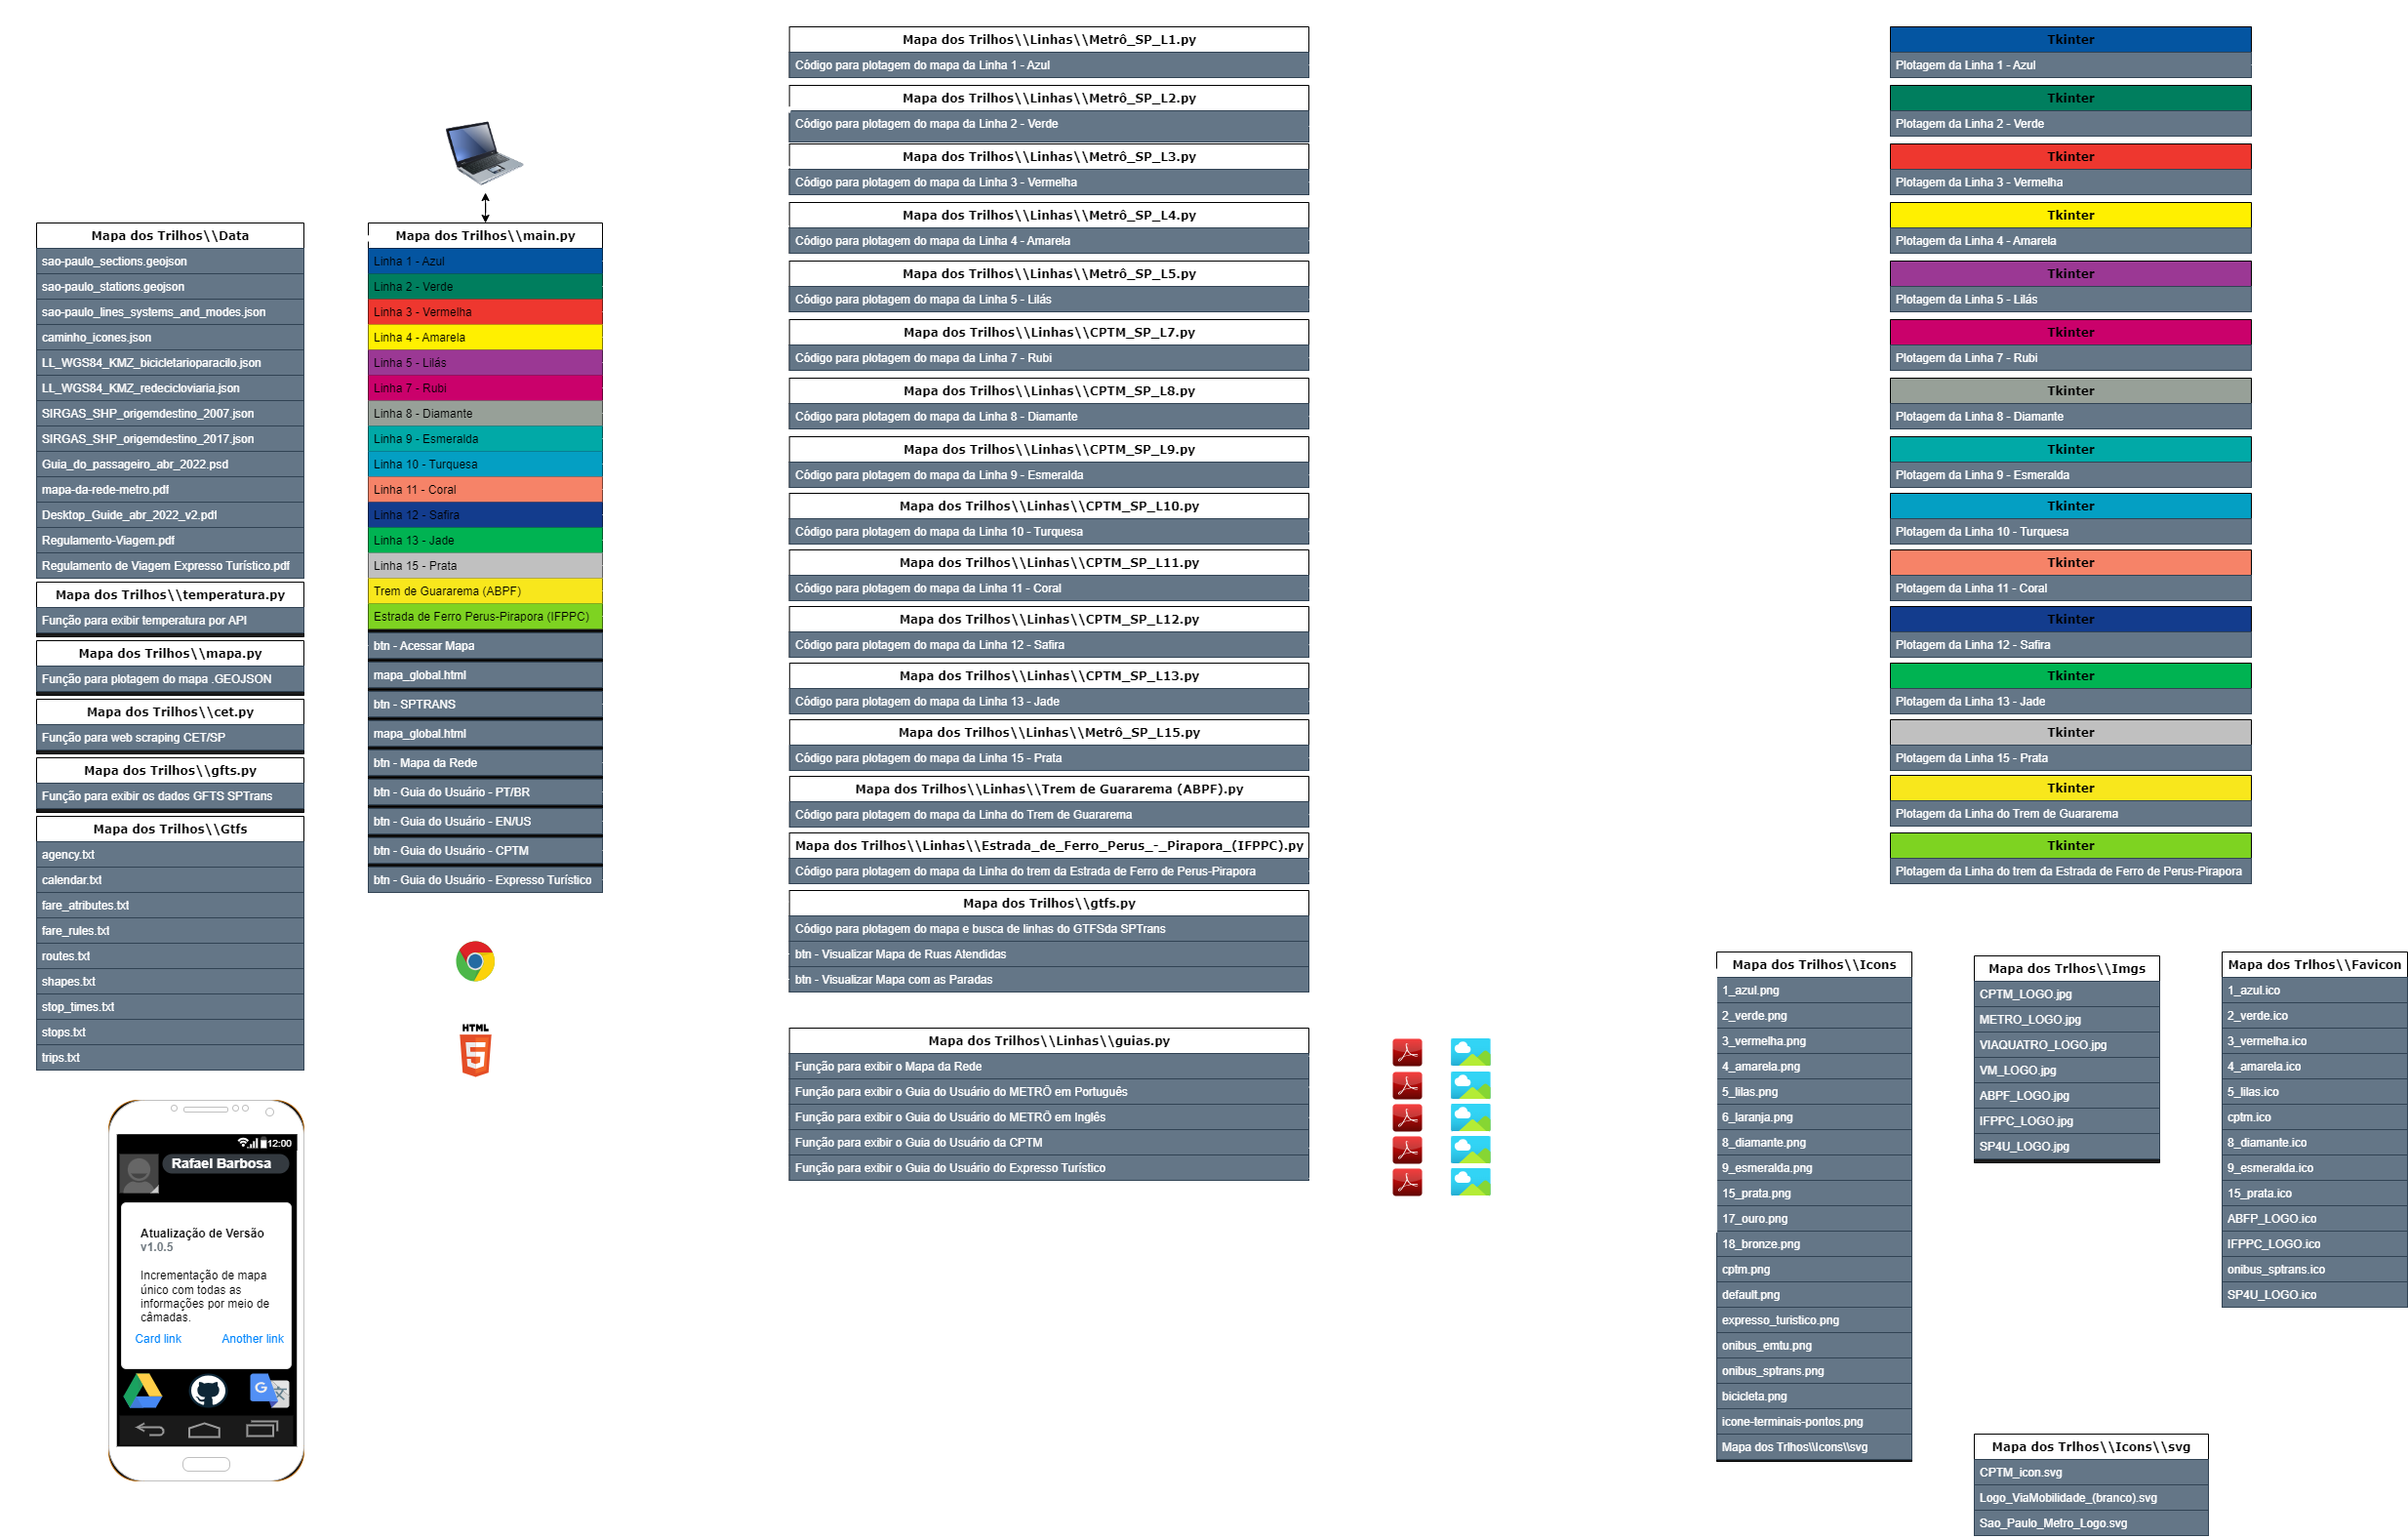 Mapa dos Trilhos\\Data
sao-paulo_sections.geojson
sao-paulo_stations.geojson
sao-paulo_lines_systems_and_modes.json
caminho_icones.json
LL_WGS84_KMZ_bicicletarioparacilo.json
LL_WGS84_KMZ_redecicloviaria.json
SIRGAS_SHP_origemdestino_2007.json
SIRGAS_SHP_origemdestino_2017.json
Guia_do_passageiro_abr_2022.psd
mapa-da-rede-metro.pdf
Desktop_Guide_abr_2022_v2.pdf
Regulamento-Viagem.pdf
Regulamento de Viagem Expresso Turístico.pdf
Mapa dos Trilhos\\temperatura.py
Função para exibir temperatura por API
Mapa dos Trilhos\\mapa.py
Função para plotagem do mapa .GEOJSON
Mapa dos Trilhos\\cet.py
Função para web scraping CET/SP
Mapa dos Trilhos\\gfts.py
Função para exibir os dados GFTS SPTrans
Mapa dos Trilhos\\Gtfs
agency.txt
calendar.txt
fare_atributes.txt
fare_rules.txt
routes.txt
shapes.txt
stop_times.txt
stops.txt
trips.txt
12:00
Rafael Barbosa
Atualização de Versão
v1.0.5
Incrementação de mapa
único com todas as
informações por meio de
câmadas.
Card link
Another link
G
Mapa dos Trilhos\\main.py
Linha 1 - Azul
Linha 2 - Verde
Linha 3 - Vermelha
Linha 4 - Amarela
Linha 5 - Lilás
Linha 7 - Rubi
Linha 8 - Diamante
Linha 9 - Esmeralda
Linha 10 - Turquesa
Linha 11 - Coral
Linha 12 - Safira
Linha 13 - Jade
Linha 15 - Prata
Trem de Guararema (ABPF)
Estrada de Ferro Perus-Pirapora (IFPPC)
btn - Acessar Mapa
mapa_global.html
btn - SPTRANS
mapa_global.html
btn - Mapa da Rede
btn - Guia do Usuário - PT/BR
btn - Guia do Usuário - EN/US
btn - Guia do Usuário - CPTM
btn - Guia do Usuário - Expresso Turístico
HTML
5
Mapa dos Trilhos\\Linhas\\Metrô_SP_L1.py
Código para plotagem do mapa da Linha 1 - Azul
Mapa dos Trilhos\\Linhas\\Metrô_SP_L2.py
Código para plotagem do mapa da Linha 2 - Verde
Mapa dos Trilhos\\Linhas\\Metrô_SP_L3.py
Código para plotagem do mapa da Linha 3 - Vermelha
Mapa dos Trilhos\\Linhas\\Metrô_SP_L4.py
Código para plotagem do mapa da Linha 4 - Amarela
Mapa dos Trilhos\\Linhas\\Metrô_SP_L5.py
Código para plotagem do mapa da Linha 5 - Lilás
Mapa dos Trilhos\\Linhas\\CPTM_SP_L7.py
Código para plotagem do mapa da Linha 7 - Rubi
Mapa dos Trilhos\\Linhas\\CPTM_SP_L8.py
Código para plotagem do mapa da Linha 8 - Diamante
Mapa dos Trilhos\\Linhas\\CPTM_SP_L9.py
Código para plotagem do mapa da Linha 9 - Esmeralda
Mapa dos Trilhos\\Linhas\\CPTM_SP_L10.py
Código para plotagem do mapa da Linha 10 - Turquesa
Mapa dos Trilhos\\Linhas\\CPTM_SP_L11.py
Código para plotagem do mapa da Linha 11 - Coral
Mapa dos Trilhos\\Linhas\\CPTM_SP_L12.py
Código para plotagem do mapa da Linha 12 - Safira
Mapa dos Trilhos\\Linhas\\CPTM_SP_L13.py
Código para plotagem do mapa da Linha 13 - Jade
Mapa dos Trilhos\\Linhas\\Metrô_SP_L15.py
Código para plotagem do mapa da Linha 15 - Prata
Mapa dos Trilhos\\Linhas\\Trem de Guararema (ABPF).py
Código para plotagem do mapa da Linha do Trem de Guararema
Mapa dos Trilhos\\Linhas\\Estrada_de_Ferro_Perus_-_Pirapora_(IFPPC).py
Código para plotagem do mapa da Linha do trem da Estrada de Ferro de Perus-Pirapora
Mapa dos Trilhos\\gtfs.py
Código para plotagem do mapa e busca de linhas do GTFSda SPTrans
btn - Visualizar Mapa de Ruas Atendidas
btn - Visualizar Mapa com as Paradas
Mapa dos Trilhos\\Linhas\\guias.py
Função para exibir o Mapa da Rede
Função para exibir o Guia do Usuário do METRÔ em Português
Função para exibir o Guia do Usuário do METRÔ em Inglês
Função para exibir o Guia do Usuário da CPTM
Função para exibir o Guia do Usuário do Expresso Turístico
Tkinter
Plotagem da Linha 1 - Azul
Tkinter
Plotagem da Linha 2 - Verde
Tkinter
Plotagem da Linha 3 - Vermelha
Tkinter
Plotagem da Linha 4 - Amarela
Tkinter
Plotagem da Linha 5 - Lilás
Tkinter
Plotagem da Linha 7 - Rubi
Tkinter
Plotagem da Linha 8 - Diamante
Tkinter
Plotagem da Linha 9 - Esmeralda
Tkinter
Plotagem da Linha 10 - Turquesa
Tkinter
Plotagem da Linha 11 - Coral
Tkinter
Plotagem da Linha 12 - Safira
Tkinter
Plotagem da Linha 13 - Jade
Tkinter
Plotagem da Linha 15 - Prata
Tkinter
Plotagem da Linha do Trem de Guararema
Tkinter
Plotagem da Linha do trem da Estrada de Ferro de Perus-Pirapora
Mapa dos Trilhos\\Icons
1_azul.png
2_verde.png
3_vermelha.png
4_amarela.png
5_lilas.png
6_laranja.png
8_diamante.png
9_esmeralda.png
15_prata.png
17_ouro.png
18_bronze.png
cptm.png
default.png
expresso_turistico.png
onibus_emtu.png
onibus_sptrans.png
bicicleta.png
icone-terminais-pontos.png
Mapa dos Trlhos\\Icons\\svg
Mapa dos Trlhos\\Imgs
CPTM_LOGO.jpg
METRO_LOGO.jpg
VIAQUATRO_LOGO.jpg
VM_LOGO.jpg
ABPF_LOGO.jpg
IFPPC_LOGO.jpg
SP4U_LOGO.jpg
Mapa dos Trlhos\\Favicon
1_azul.ico
2_verde.ico
3_vermelha.ico
4_amarela.ico
5_lilas.ico
cptm.ico
8_diamante.ico
9_esmeralda.ico
15_prata.ico
ABFP_LOGO.ico
IFPPC_LOGO.ico
onibus_sptrans.ico
SP4U_LOGO.ico
Mapa dos Trlhos\\Icons\\svg
CPTM_icon.svg
Logo_ViaMobilidade_(branco).svg
Sao_Paulo_Metro_Logo.svg